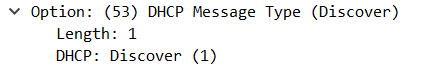 Option: (53) DHCP Message Type (Discover)
Length: 1
DHCP: Discover (1)